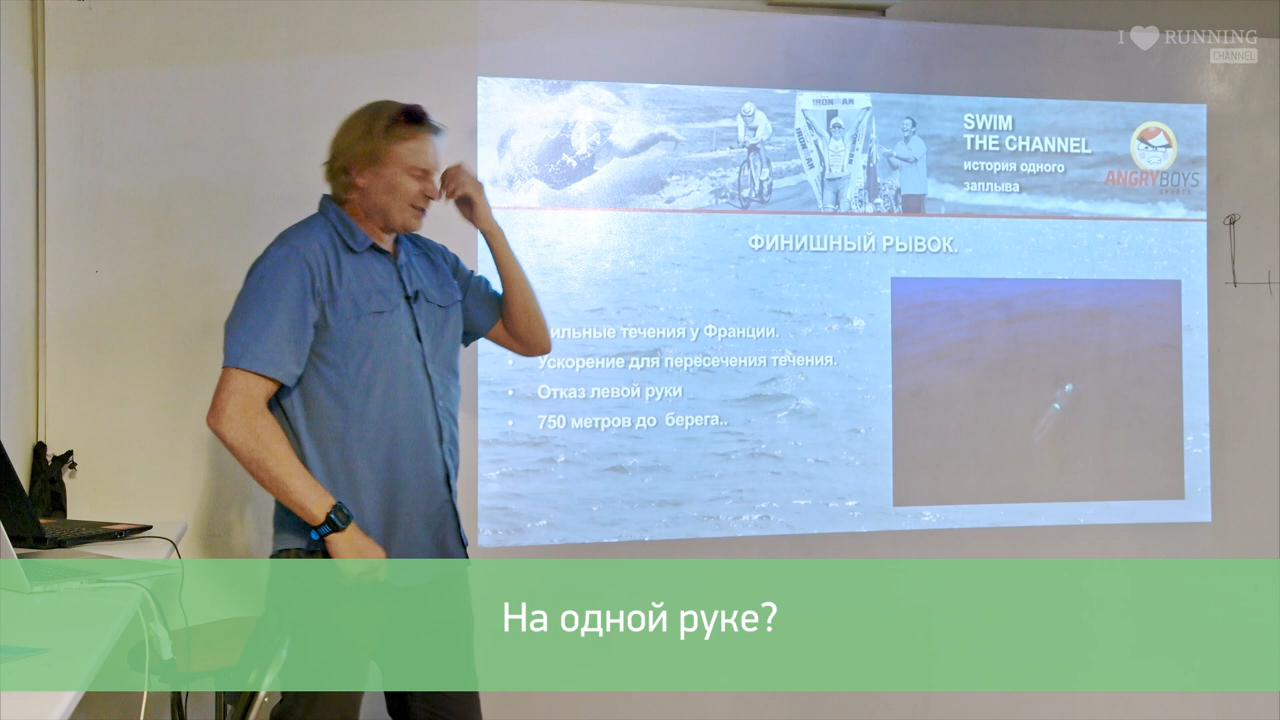 I ❤ RUNNING
CHANNEL
IRONMAN
SWIM
THE CHANNEL
история одного
заплыва
ANGRYBOYS
SPORTS
ФИНИШНЫЙ РЫВОК.
ильные течения у Франции.
Ускорение для пересечения течения.
Отказ левой руки
750 метров до берега..
На одной руке?